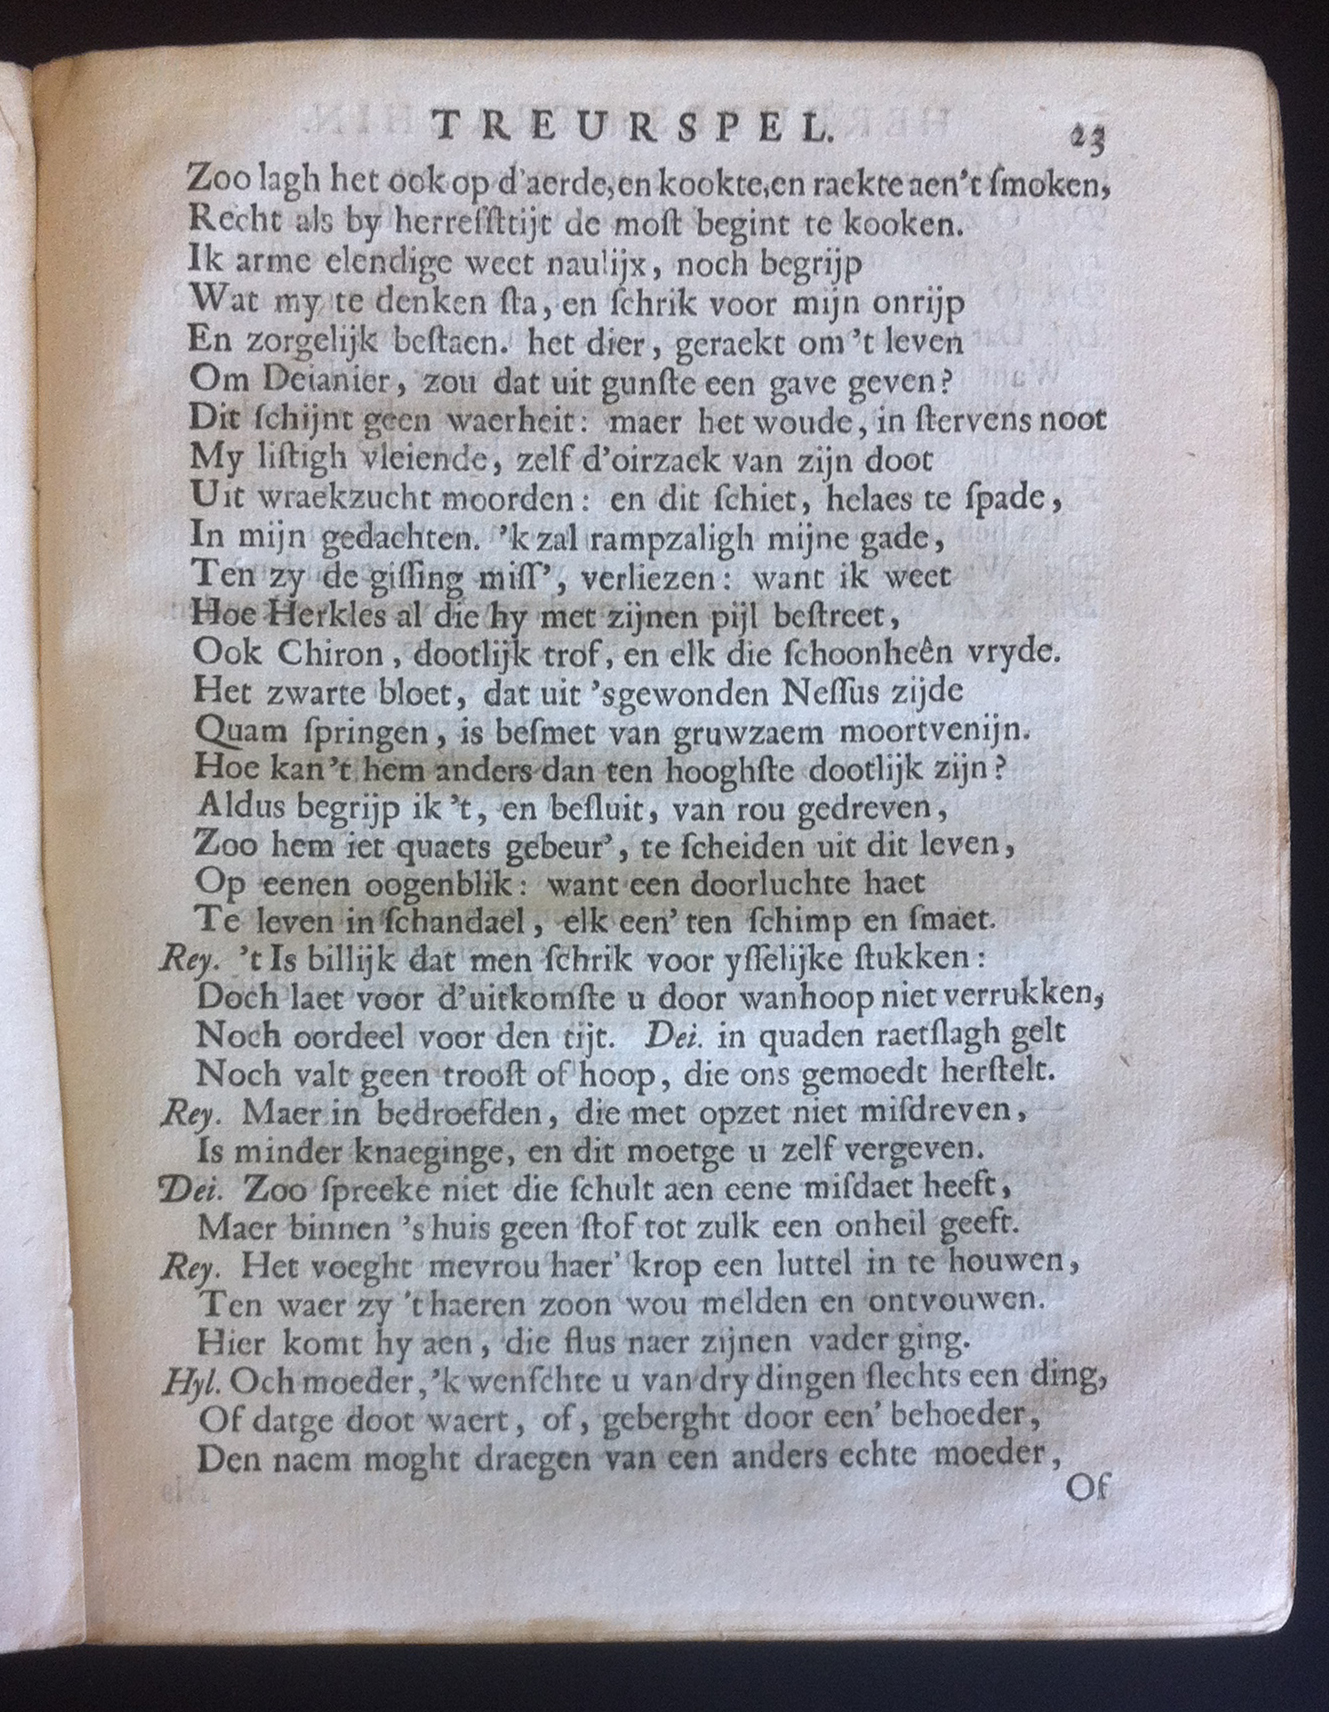 TREURSPEL. 23
Zoo lagh het ook op d'aerde, en kookte, en raekte aen't ſmoken,
Recht als by herrefſttijt de moſt begint te kooken.
Ik arme elendige weet naulijx, noch begrijp
Wat my te denken ſta, en ſchrik voor mijn onrijp
En zorgelijk beſtaen. het dier, geraekt om 't leven
Om Deianier, zou dat uit gunſte een gave geven?
Dit ſchijnt geen waerheit: maer het woude, in ſtervens noot
My liſtigh vleiende, zelf d'oirzaek van zijn doot
Uit wraekzucht moorden: en dit ſchiet, helaes te ſpade,
In mijn gedachten. 'k zal rampzaligh mijne gade,
Ten zy de giſſing miſſ', verliezen: want ik weet
Hoe Herkles al die hy met zijnen pijl beſtreet,
Ook Chiron, dootlijk trof, en elk die ſchoonheên vryde.
Het zwarte bloet, dat uit 'sgewonden Neſſus zijde
Quam ſpringen, is beſmet van gruwzaem moortvenijn.
Hoe kan't hem anders dan ten hooghſte dootlijk zijn?
Aldus begrijp ik 't, en beſluit, van rou gedreven,
Zoo hem iet quaets gebeur', te ſcheiden uit dit leven,
Op eenen oogenblik: want een doorluchte haet
Te leven in ſchandael, elk een' ten ſchimp en ſmaet.
Rey. 't Is billijk dat men ſchrik voor yſſelijke ſtukken:
Doch laet voor d'uitkomſte u door wanhoop niet verrukken,
Noch oordeel voor den tijt. Dei. in quaden raetſlagh gelt
Noch valt geen trooſt of hoop, die ons gemoedt herſtelt.
Rey. Maer in bedroefden, die met opzet niet miſdreven,
Is minder knaeginge, en dit moetge u zelf vergeven.
Dei. Zoo ſpreeke niet die ſchult aen eene miſdaet heeft,
Maer binnen 's huis geen ſtof tot zulk een onheil geeft.
Rey. Het voeght mevrou haer' krop een luttel in te houwen,
Ten waer zy 't haeren zoon wou melden en ontvouwen.
Hier komt hy aen, die flus naer zijnen vader ging.
Hyl. Och moeder, 'k wenſchte u van dry dingen ſlechts een ding,
Of datge doot waert, of, geberght door een' behoeder,
Den naem moght draegen van een anders echte moeder,
Of